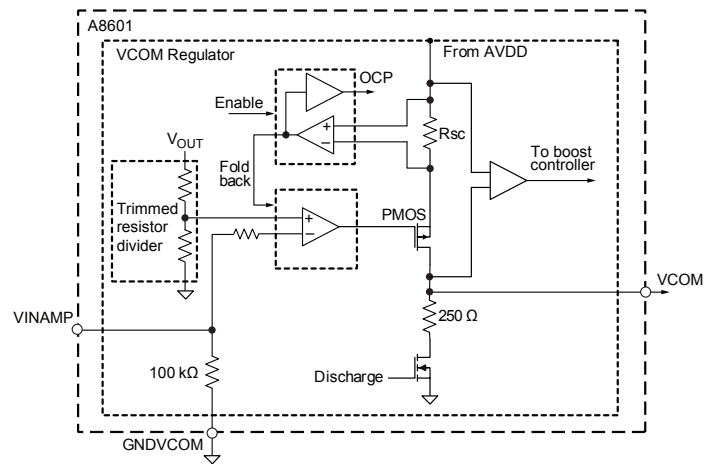 A8601
VCOM Regulator
From AVDD
OCP
Enable
+
−
Rsc
VOUT
Fold
back
To boost
controller
Trimmed
resistor
divider
PMOS
+
−
VCOM
250 Ω
VINAMP
100 kΩ
Discharge
GNDVCOM